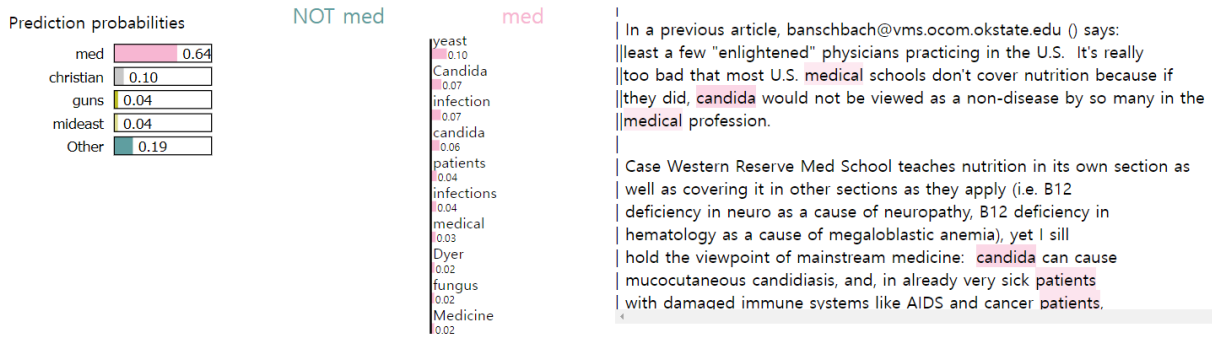 Prediction probabilities
med 0.64
christian 0.10
guns 0.04
mideast 0.04
Other 0.19
NOT med med
yeast
0.10
Candida
0.07
infection
0.07
candida
0.06
patients
0.04
infections
0.04
medical
0.03
Dyer
0.02
fungus
0.02
Medicine
0.02
|
| In a previous article, banschbach@vms.ocom.okstate.edu () says:
||least a few "enlightened" physicians practicing in the U.S. It's really
||too bad that most U.S. medical schools don't cover nutrition because if
||they did, candida would not be viewed as a non-disease by so many in the
||medical profession.
|
| Case Western Reserve Med School teaches nutrition in its own section as
| well as covering it in other sections as they apply (i.e. B12
| deficiency in neuro as a cause of neuropathy, B12 deficiency in
| hematology as a cause of megaloblastic anemia), yet I sill
| hold the viewpoint of mainstream medicine: candida can cause
| mucocutaneous candidiasis, and, in already very sick patients
| with damaged immune systems like AIDS and cancer patients,